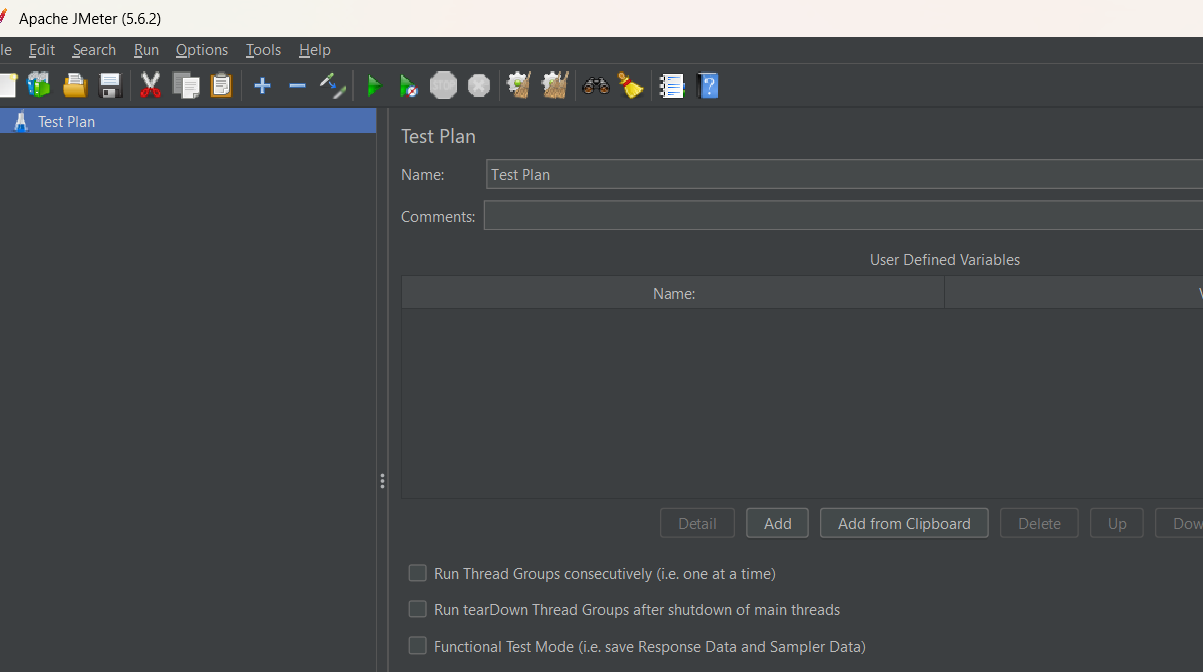 Apache JMeter (5.6.2)
le Edit Search Run Options Tools Help
STOP
Test Plan
Test Plan
Name: Test Plan
Comments:
User Defined Variables
Name:
Detail Add Add from Clipboard Delete Up Dow
Run Thread Groups consecutively (i.e. one at a time)
Run tearDown Thread Groups after shutdown of main threads
Functional Test Mode (i.e. save Response Data and Sampler Data)